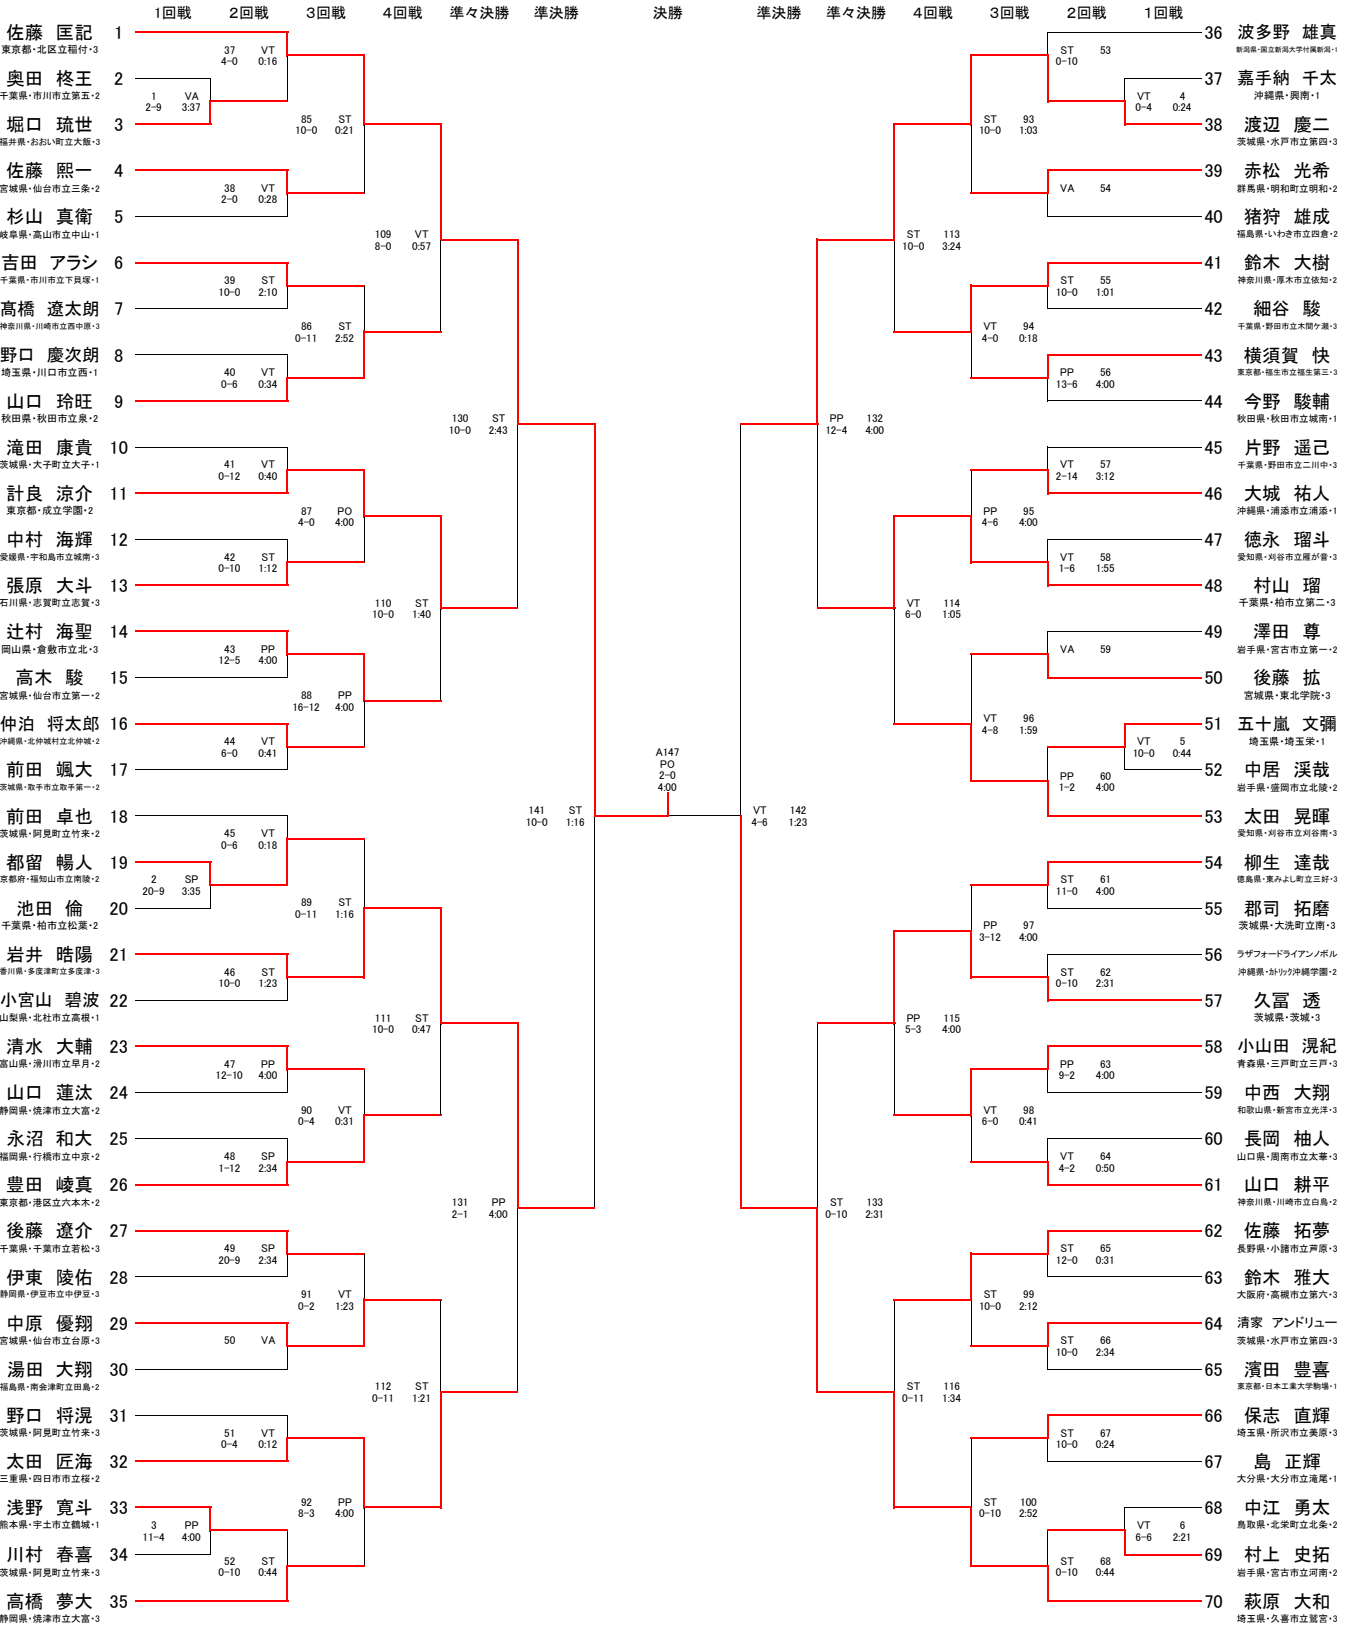 1回戦 2回戦 3回戦 4回戦 準々決勝 準決勝 決勝 準決勝 準々決勝 4回戦 3回戦 2回戦 1回戦
佐藤 匡記 1
東京都・北区立稲付・3
奥田 柊王 2
千葉県・市川市立第五・2
堀口 琉世 3
福井県・おおい町立大飯・3
佐藤 熙一 4
宮城県・仙台市立三条・2
杉山 真衛 5
岐阜県・高山市立中山・1
吉田 アラシ 6
千葉県・市川市立下貝塚・1
髙橋 遼太朗 7
神奈川県・川崎市立西中原・3
野口 慶次朗 8
埼玉県・川口市立西・1
山口 玲旺 9
秋田県・秋田市立泉・2
滝田 康貴 10
茨城県・大子町立大子・1
計良 涼介 11
東京都・成立学園・2
中村 海輝 12
愛媛県・宇和島市立城南・3
張原 大斗 13
石川県・志賀町立志賀・3
辻村 海聖 14
岡山県・倉敷市立北・3
高木 駿 15
宮城県・仙台市立第一・2
仲泊 将太郎 16
沖縄県・北仲城村立北仲城・2
前田 颯大 17
茨城県・取手市立取手第一・2
前田 卓也 18
茨城県・阿見町立竹来・2
都留 暢人 19
京都府・福知山市立南陵・2
池田 倫 20
千葉県・柏市立松葉・2
岩井 晧陽 21
香川県・多度津町立多度津・3
小宮山 碧波 22
山梨県・北杜市立高根・1
清水 大輔 23
富山県・滑川市立早月・2
山口 蓮汰 24
静岡県・焼津市立大富・2
永沼 和大 25
福岡県・行橋市立中京・2
豊田 崚真 26
東京都・港区立六本木・2
後藤 遼介 27
千葉県・千葉市立若松・3
伊東 陵佑 28
静岡県・伊豆市立中伊豆・3
中原 優翔 29
宮城県・仙台市立台原・3
湯田 大翔 30
福島県・南会津町立田島・2
野口 将滉 31
茨城県・阿見町立竹来・3
太田 匠海 32
三重県・四日市市立桜・2
浅野 寛斗 33
熊本県・宇土市立鶴城・1
川村 春喜 34
茨城県・阿見町立竹来・3
高橋 夢大 35
静岡県・焼津市立大富・3
1 VA
2-9 3:37
2 SP
20-9 3:35
3 PP
11-4 4:00
37 VT
4-0 0:16
38 VT
2-0 0:28
39 ST
10-0 2:10
40 VT
0-6 0:34
41 VT
0-12 0:40
42 ST
0-10 1:12
43 PP
12-5 4:00
44 VT
6-0 0:41
45 VT
0-6 0:18
46 ST
10-0 1:23
47 PP
12-10 4:00
48 SP
1-12 2:34
49 SP
20-9 2:34
50 VA
51 VT
0-4 0:12
52 ST
0-10 0:44
85 ST
10-0 0:21
86 ST
0-11 2:52
87 PO
4-0 4:00
88 PP
16-12 4:00
89 ST
0-11 1:16
90 VT
0-4 0:31
91 VT
0-2 1:23
92 PP
8-3 4:00
109 VT
8-0 0:57
110 ST
10-0 1:40
111 ST
10-0 0:47
112 ST
0-11 1:21
130 ST
10-0 2:43
131 PP
2-1 4:00
141 ST
10-0 1:16
A147
PO
2-0
4:00
VT 142
4-6 1:23
PP 132
12-4 4:00
ST 133
0-10 2:31
ST 113
10-0 3:24
VT 114
6-0 1:05
PP 115
5-3 4:00
ST 116
0-11 1:34
ST 93
10-0 1:03
VT 94
4-0 0:18
PP 95
4-6 4:00
VT 96
4-8 1:59
PP 97
3-12 4:00
VT 98
6-0 0:41
ST 99
10-0 2:12
ST 100
0-10 2:52
ST 53
0-10
VA 54
ST 55
10-0 1:01
PP 56
13-6 4:00
VT 57
2-14 3:12
VT 58
1-6 1:55
VA 59
PP 60
1-2 4:00
ST 61
11-0 4:00
ST 62
0-10 2:31
PP 63
9-2 4:00
VT 64
4-2 0:50
ST 65
12-0 0:31
ST 66
10-0 2:34
ST 67
10-0 0:24
ST 68
0-10 0:44
VT 4
0-4 0:24
VT 5
10-0 0:44
VT 6
6-6 2:21
36 波多野 雄真
新潟県・国立新潟大学付属新潟・1
37 嘉手納 千太
沖縄県・興南・1
38 渡辺 慶二
茨城県・水戸市立第四・3
39 赤松 光希
群馬県・明和町立明和・2
40 猪狩 雄成
福島県・いわき市立四倉・2
41 鈴木 大樹
神奈川県・厚木市立依知・2
42 細谷 駿
千葉県・野田市立木間ケ瀬・3
43 横須賀 快
東京都・福生市立福生第三・3
44 今野 駿輔
秋田県・秋田市立城南・1
45 片野 遥己
千葉県・野田市立二川中・3
46 大城 祐人
沖縄県・浦添市立浦添・1
47 徳永 瑠斗
愛知県・刈谷市立雁が音・3
48 村山 瑠
千葉県・柏市立第二・3
49 澤田 尊
岩手県・宮古市立第一・2
50 後藤 拡
宮城県・東北学院・3
51 五十嵐 文彌
埼玉県・埼玉栄・1
52 中居 渓哉
岩手県・盛岡市立北陵・2
53 太田 晃暉
愛知県・刈谷市立刈谷南・3
54 柳生 達哉
徳島県・東みよし町立三好・3
55 郡司 拓磨
茨城県・大洗町立南・3
56 ラザフォードライアンノボル
沖縄県・カトリック沖縄学園・2
57 久冨 透
茨城県・茨城・3
58 小山田 滉紀
青森県・三戸町立三戸・3
59 中西 大翔
和歌山県・新宮市立光洋・3
60 長岡 柚人
山口県・周南市立太華・3
61 山口 耕平
神奈川県・川崎市立白鳥・2
62 佐藤 拓夢
長野県・小諸市立芦原・3
63 鈴木 雅大
大阪府・高槻市立第六・3
64 清家 アンドリュー
茨城県・水戸市立第四・3
65 濱田 豊喜
東京都・日本工業大学駒場・1
66 保志 直輝
埼玉県・所沢市立美原・3
67 島 正輝
大分県・大分市立滝尾・1
68 中江 勇太
鳥取県・北栄町立北条・2
69 村上 史拓
岩手県・宮古市立河南・2
70 萩原 大和
埼玉県・久喜市立鷲宮・3